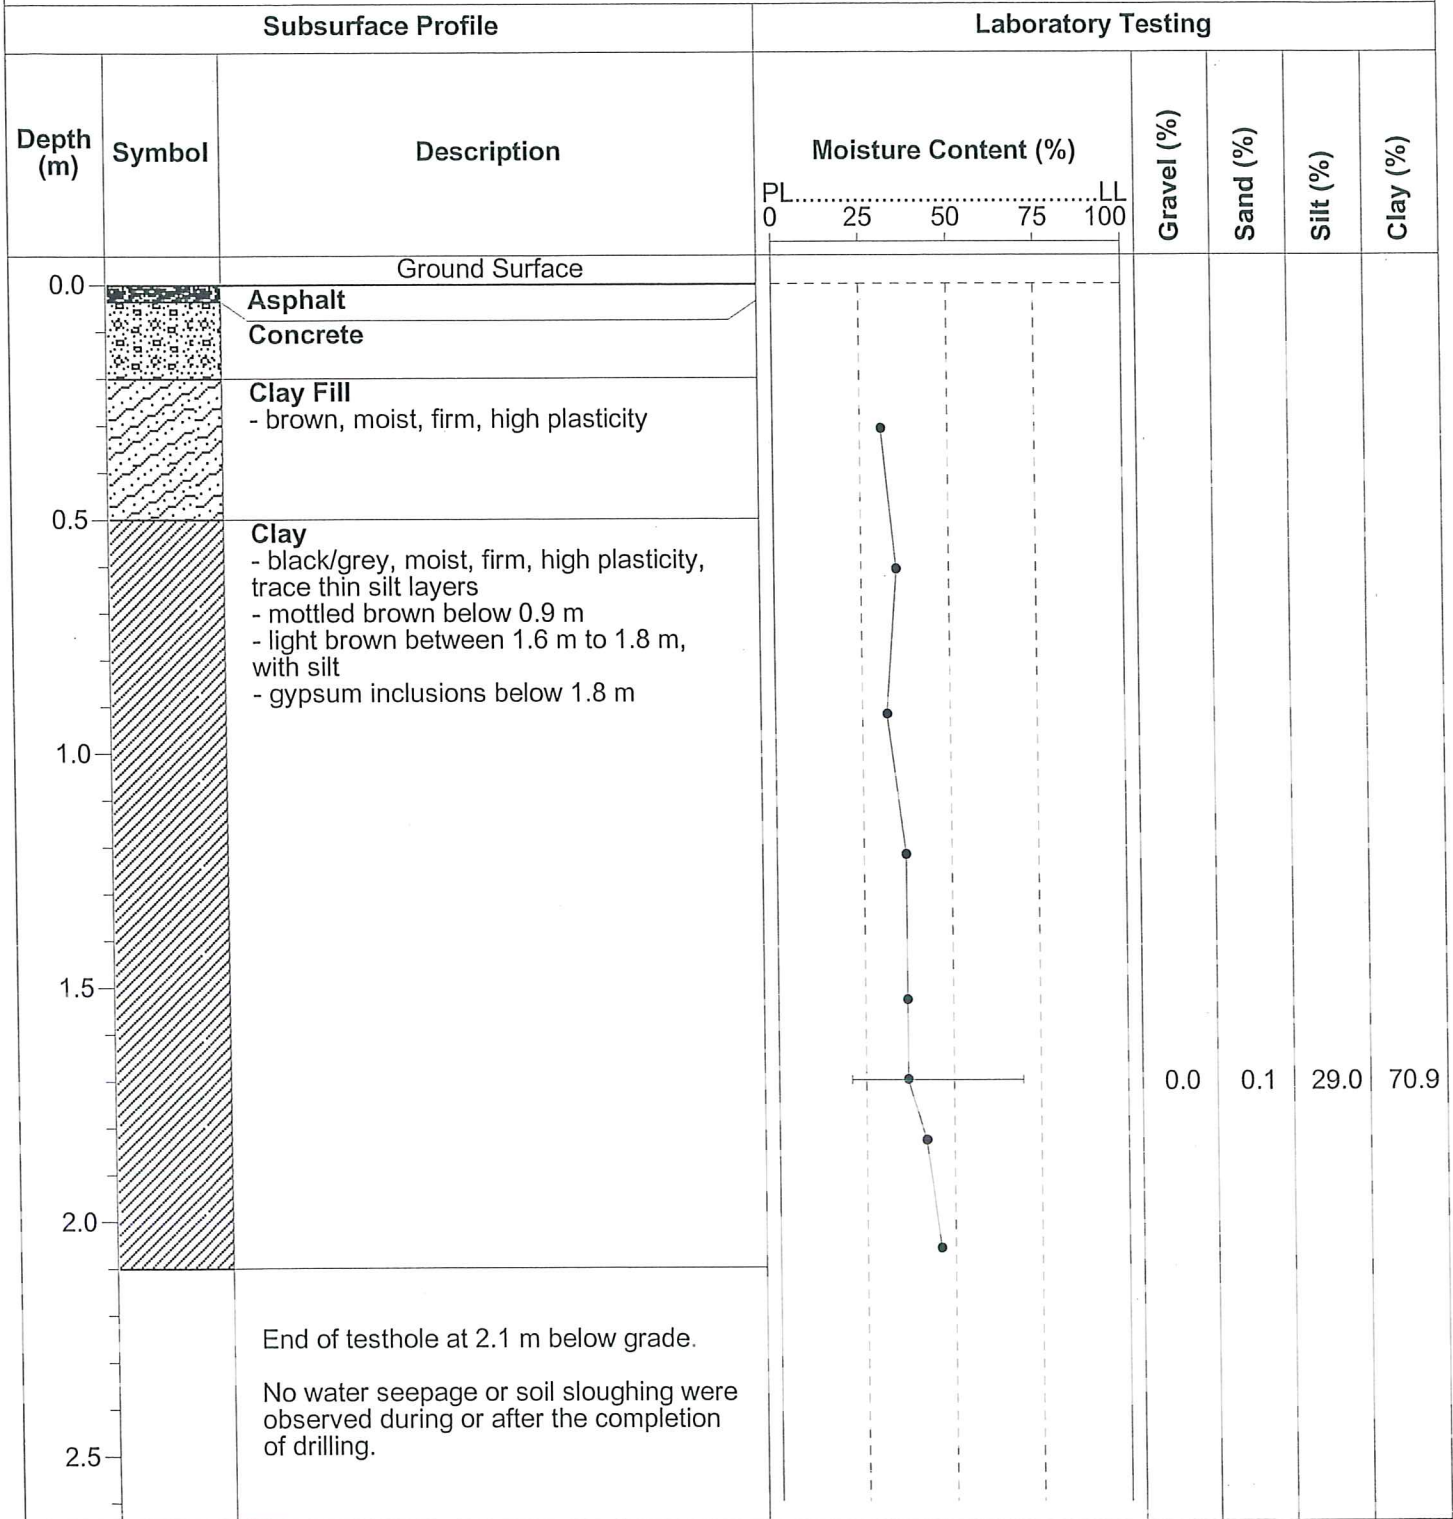 Subsurface Profile
Laboratory Testing
Depth
(m)
Symbol
Description
Moisture Content (%)
PL
LL
0 25 50 75 100
Gravel (%)
Sand (%)
Silt (%)
Clay (%)
Ground Surface
0.0
Asphalt
Concrete
Clay Fill
- brown, moist, firm, high plasticity
0.5
Clay
- black/grey, moist, firm, high plasticity,
trace thin silt layers
- mottled brown below 0.9 m
- light brown between 1.6 m to 1.8 m,
with silt
- gypsum inclusions below 1.8 m
1.0
1.5
0.0 0.1 29.0 70.9
2.0
End of testhole at 2.1 m below grade.
No water seepage or soil sloughing were
observed during or after the completion
of drilling.
2.5